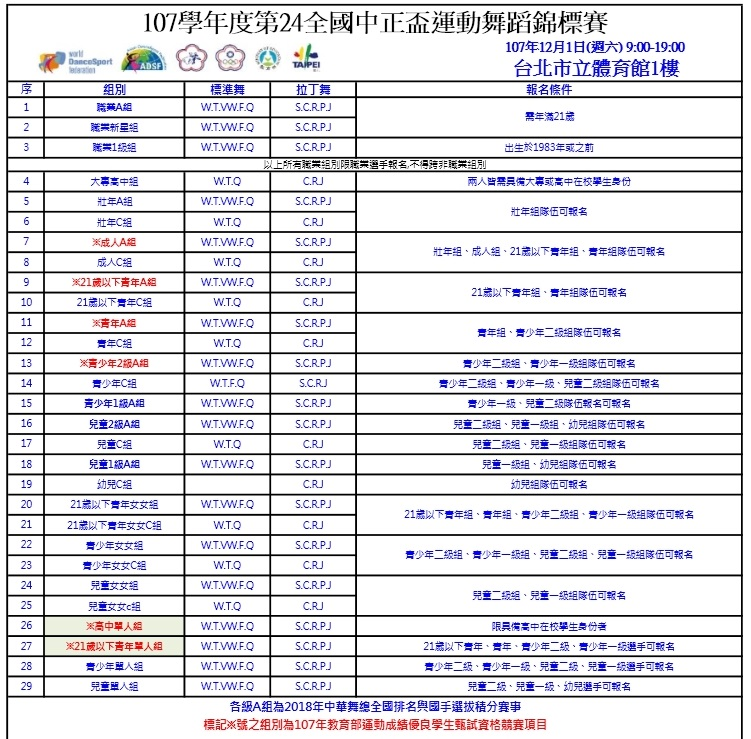 107學年度第24全國中正盃運動舞蹈錦標賽
world DanceSport Federation
ADSF
TAIPEI
107年12月1日(週六) 9:00-19:00
台北市立體育館1樓
序 組別 標準舞 拉丁舞 報名條件
1 職業A組 W.T.VW.F.Q S.C.R.P.J 需年滿21歲
2 職業新星組 W.T.VW.F.Q S.C.R.P.J
3 職業1級組 W.T.VW.F.Q S.C.R.P.J 出生於1983年或之前
以上所有職業組別限職業選手報名,不得跨非職業組別
4 大專高中組 W.T.Q C.R.J 兩人皆需具備大專或高中在校學生身份
5 壯年A組 W.T.VW.F.Q S.C.R.P.J 壯年組隊伍可報名
6 壯年C組 W.T.Q C.R.J
7 ※成人A組 W.T.VW.F.Q S.C.R.P.J 壯年組、成人組、21歲以下青年組、青年組隊伍可報名
8 成人C組 W.T.Q C.R.J
9 ※21歲以下青年A組 W.T.VW.F.Q S.C.R.P.J 21歲以下青年組、青年組隊伍可報名
10 21歲以下青年C組 W.T.Q C.R.J
11 ※青年A組 W.T.VW.F.Q S.C.R.P.J 青年組、青少年二級組隊伍可報名
12 青年C組 W.T.Q C.R.J
13 ※青少年2級A組 W.T.VW.F.Q S.C.R.P.J 青少年二級組、青少年一級組隊伍可報名
14 青少年C組 W.T.F.Q S.C.R.J 青少年二級組、青少年一級、兒童二級組隊伍可報名
15 青少年1級A組 W.T.VW.F.Q S.C.R.P.J 青少年一級、兒童二級隊伍報名可報名
16 兒童2級A組 W.T.VW.F.Q S.C.R.P.J 兒童二級組、兒童一級組、幼兒組隊伍可報名
17 兒童C組 W.T.Q C.R.J 兒童二級組、兒童一級組隊伍可報名
18 兒童1級A組 W.T.VW.F.Q S.C.R.P.J 兒童一級組、幼兒組隊伍可報名
19 幼兒C組 C.R.J 幼兒組隊伍可報名
20 21歲以下青年女女組 W.T.VW.F.Q S.C.R.P.J 21歲以下青年組、青年組、青少年二級組、青少年一級組隊伍可報名
21 21歲以下青年女女C組 W.T.Q C.R.J
22 青少年女女組 W.T.VW.F.Q S.C.R.P.J 青少年二級組、青少年一級組、兒童二級組、兒童一級組隊伍可報名
23 青少年女女C組 W.T.Q C.R.J
24 兒童女女組 W.T.VW.F.Q S.C.R.P.J 兒童二級組、兒童一級組隊伍可報名
25 兒童女女c組 W.T.Q C.R.J
26 ※高中單人組 W.T.VW.F.Q S.C.R.P.J 限具備高中在校學生身份者
27 ※21歲以下青年單人組 W.T.VW.F.Q S.C.R.P.J 21歲以下青年、青年、青少年二級、青少年一級選手可報名
28 青少年單人組 W.T.VW.F.Q S.C.R.P.J 青少年二級、青少年一級、兒童二級、兒童一級選手可報名
29 兒童單人組 W.T.VW.F.Q S.C.R.P.J 兒童二級、兒童一級、幼兒選手可報名
各級A組為2018年中華舞總全國排名與國手選拔積分賽事
標記※號之組別為107年教育部運動成績優良學生甄試資格競賽項目